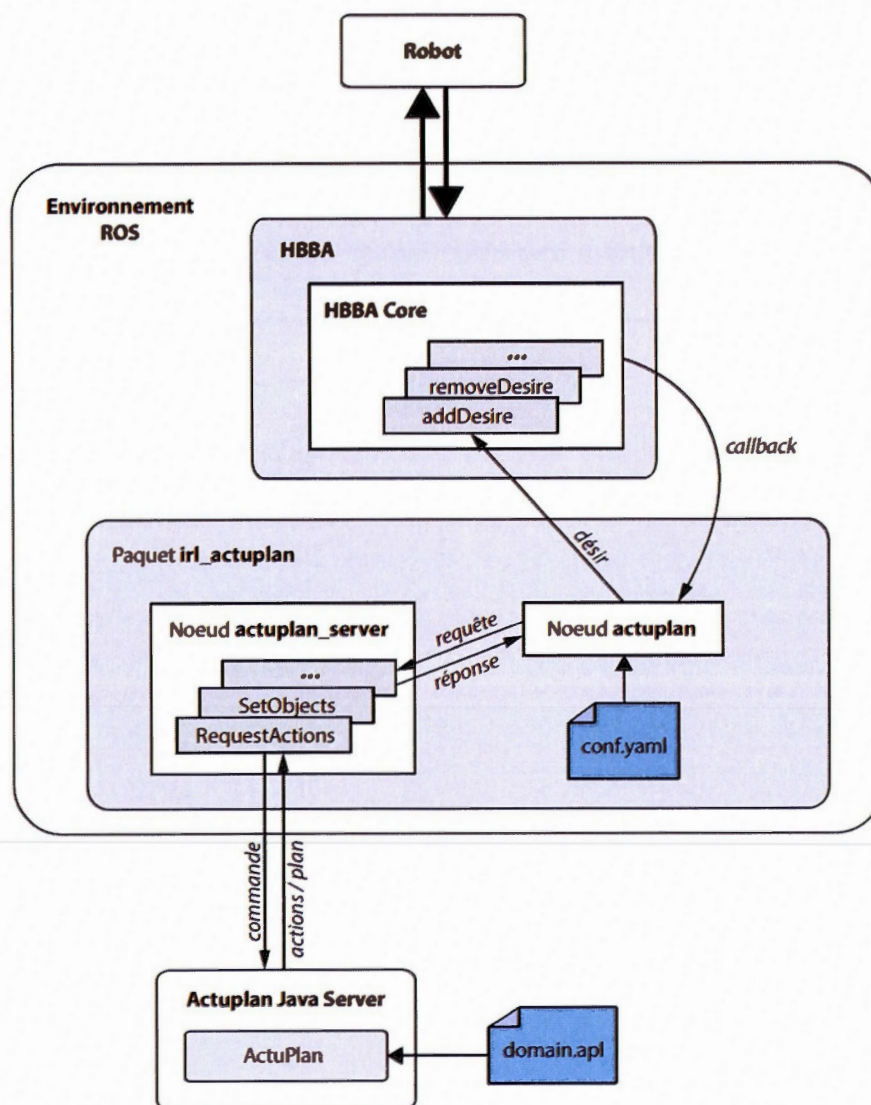 Robot
Environnement
ROS
HBBA
HBBA Core
...
removeDesire
addDesire
callback
désir
Paquet irl_actuplan
Noeud actuplan_server
...
SetObjects
RequestActions
requête
réponse
Noeud actuplan
conf.yaml
commande
actions / plan
Actuplan Java Server
ActuPlan
domain.apl